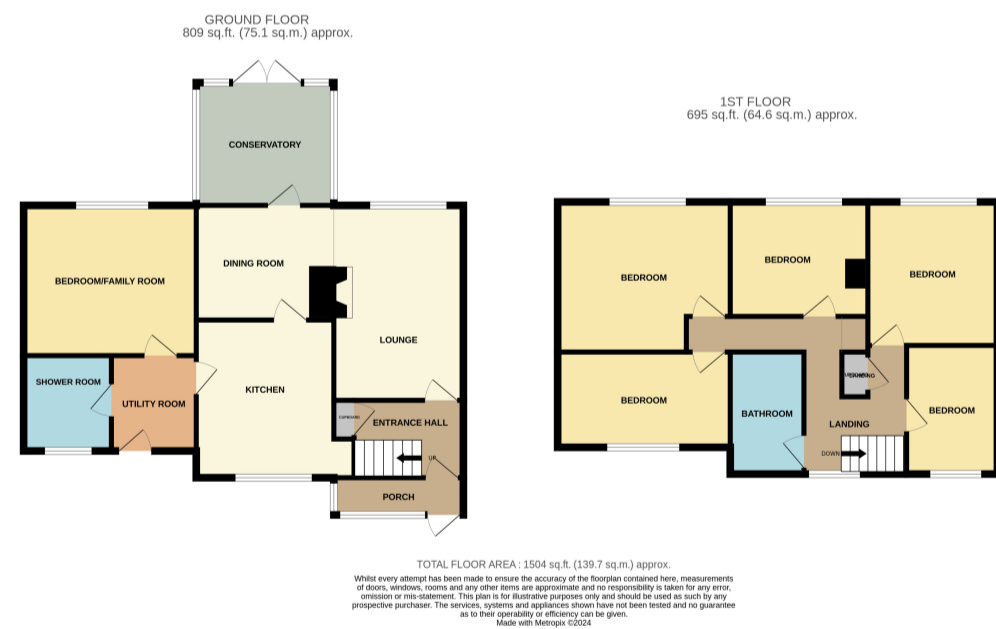 GROUND FLOOR
809 sq.ft. (75.1 sq.m.) approx.
CONSERVATORY
BEDROOM/FAMILY ROOM
DINING ROOM
LOUNGE
SHOWER ROOM
UTILITY ROOM
KITCHEN
CUPBOARD
ENTRANCE HALL
UP
PORCH
1ST FLOOR
695 sq.ft. (64.6 sq.m.) approx.
BEDROOM
BEDROOM
BEDROOM
BEDROOM
BATHROOM
LANDING
BEDROOM
DOWN
TOTAL FLOOR AREA : 1504 sq.ft. (139.7 sq.m.) approx.
Whilst every attempt has been made to ensure the accuracy of the floorplan contained here, measurements
of doors, windows, rooms and any other items are approximate and no responsibility is taken for any error,
omission or mis-statement. This plan is for illustrative purposes only and should be used as such by any
prospective purchaser. The services, systems and appliances shown have not been tested and no guarantee
as to their operability or efficiency can be given.
Made with Metropix ©2024